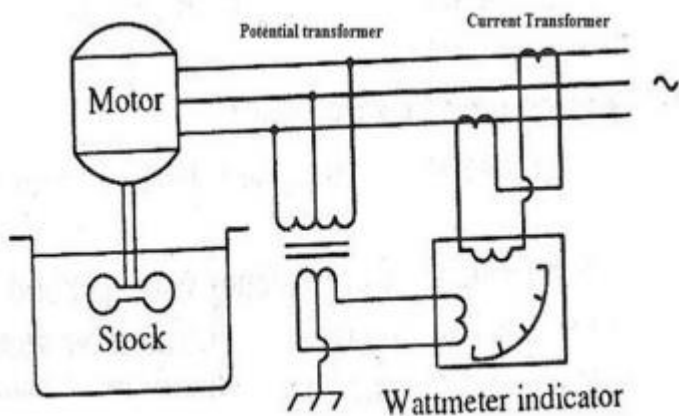 Potential transformer
Current Transformer
Motor
~
Stock
Wattmeter indicator